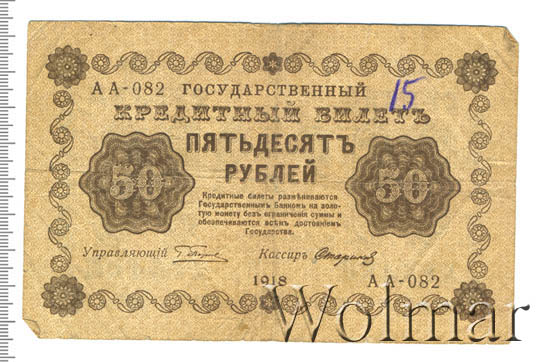 АА-082 ГОСУДАРСТВЕННЫЙ
15
КРЕДИТНЫЙ БИЛЕТЪ
ПЯТЬДЕСЯТЪ
РУБЛЕЙ
50 50
Кредитные билеты размѣниваются
Государственнымъ Банкомъ на золо-
тую монету безъ ограниченія суммы и
обезпечиваются всѣмъ достояніемъ
Государства.
Управляющій Кассиръ
1918 АА-082
Wolmar